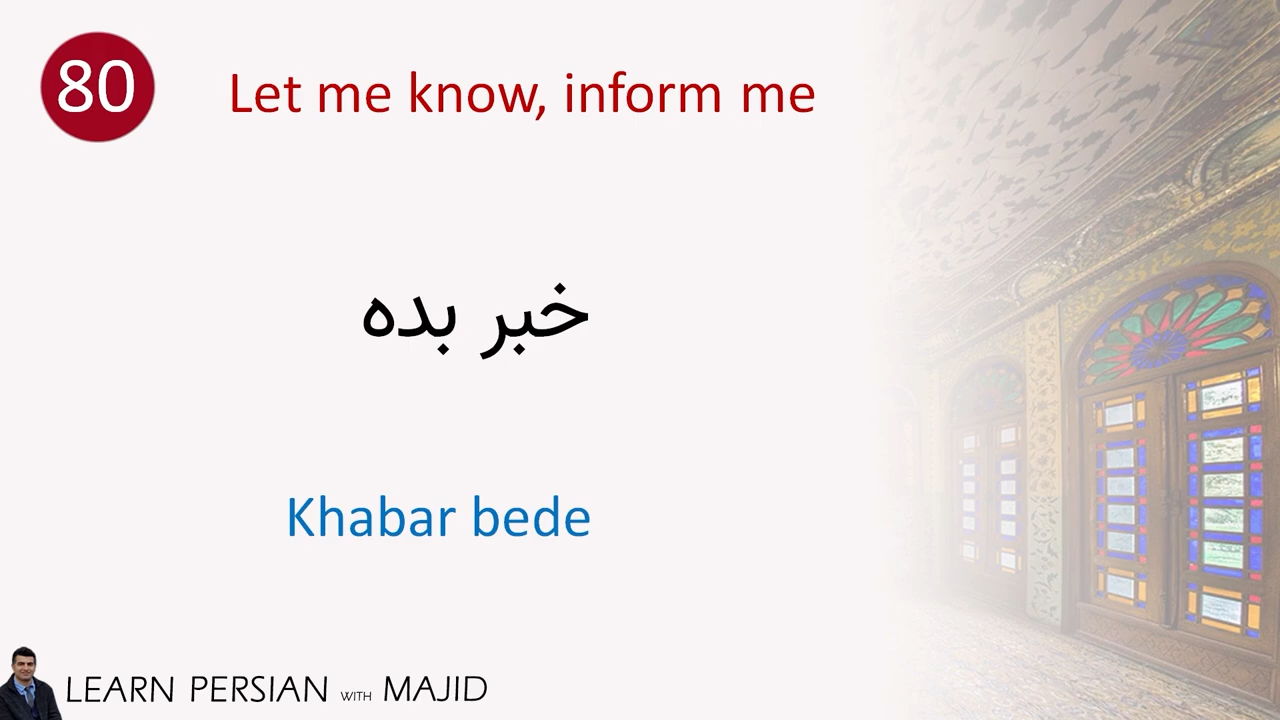 80
Let me know, inform me
خبر بده
Khabar bede
LEARN PERSIAN WITH MAJID